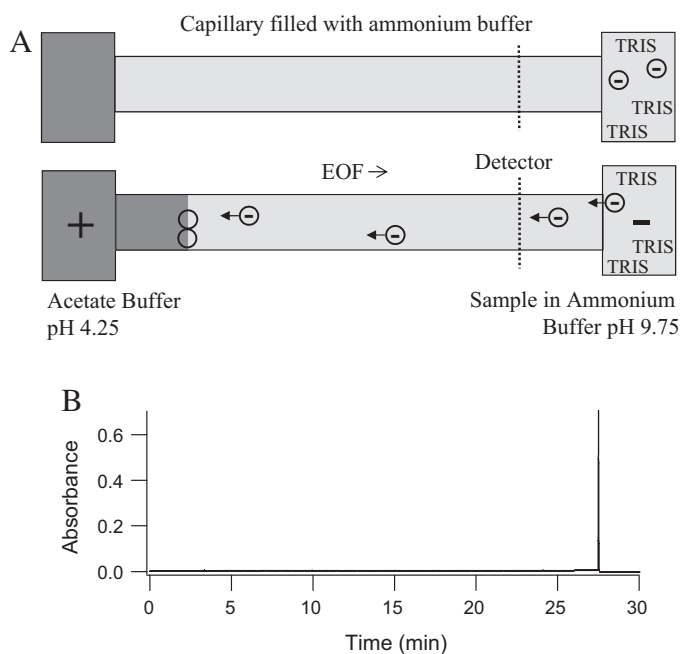 A
Capillary filled with ammonium buffer
TRIS
TRIS
TRIS
EOF →
Detector
TRIS
+
-
TRIS
TRIS
Acetate Buffer
pH 4.25
Sample in Ammonium
Buffer pH 9.75
B
Absorbance
0.6
0.4
0.2
0.0
0 5 10 15 20 25 30
Time (min)